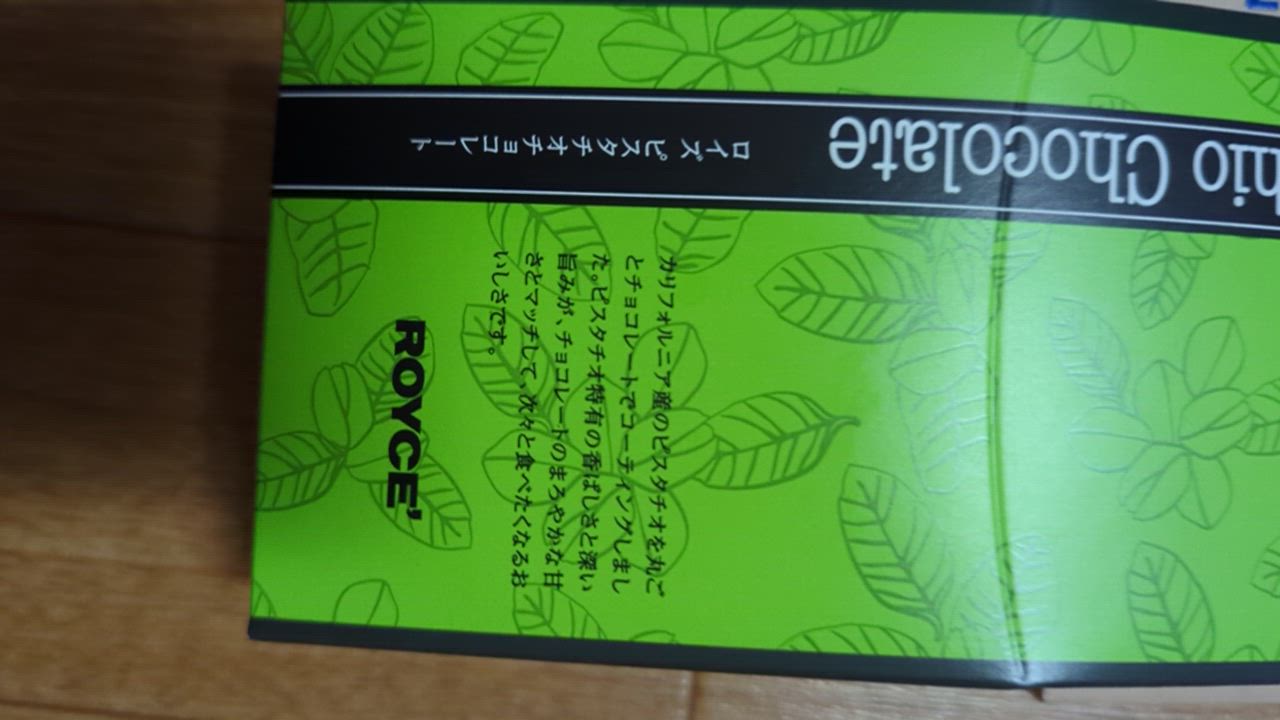 hio Chocolate
ロイズ ピスタチオチョコレート
カリフォルニア産のピスタチオを丸ご
とチョコレートでコーティングしまし
た。ピスタチオ特有の香ばしさと深い
旨みが、チョコレートのまろやかな甘
さとマッチして、次々と食べたくなるお
いしさです。
ROYCE'